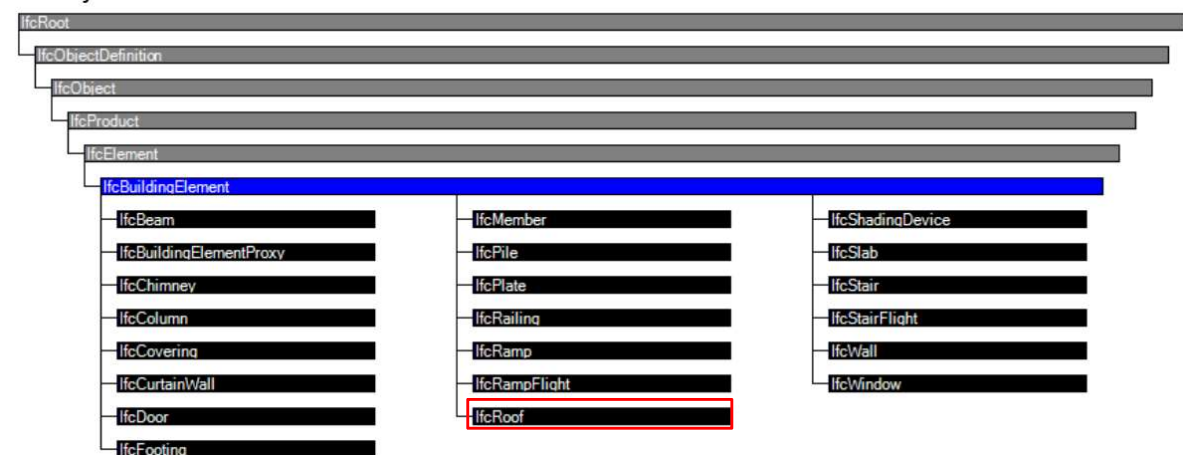 IfcRoot
IfcObjectDefinition
IfcObject
IfcProduct
IfcElement
IfcBuildingElement
IfcBeam
IfcBuildingElementProxy
IfcChimney
IfcColumn
IfcCovering
IfcCurtainWall
IfcDoor
IfcFooting
IfcMember
IfcPile
IfcPlate
IfcRailing
IfcRamp
IfcRampFlight
IfcRoof
IfcShadingDevice
IfcSlab
IfcStair
IfcStairFlight
IfcWall
IfcWindow